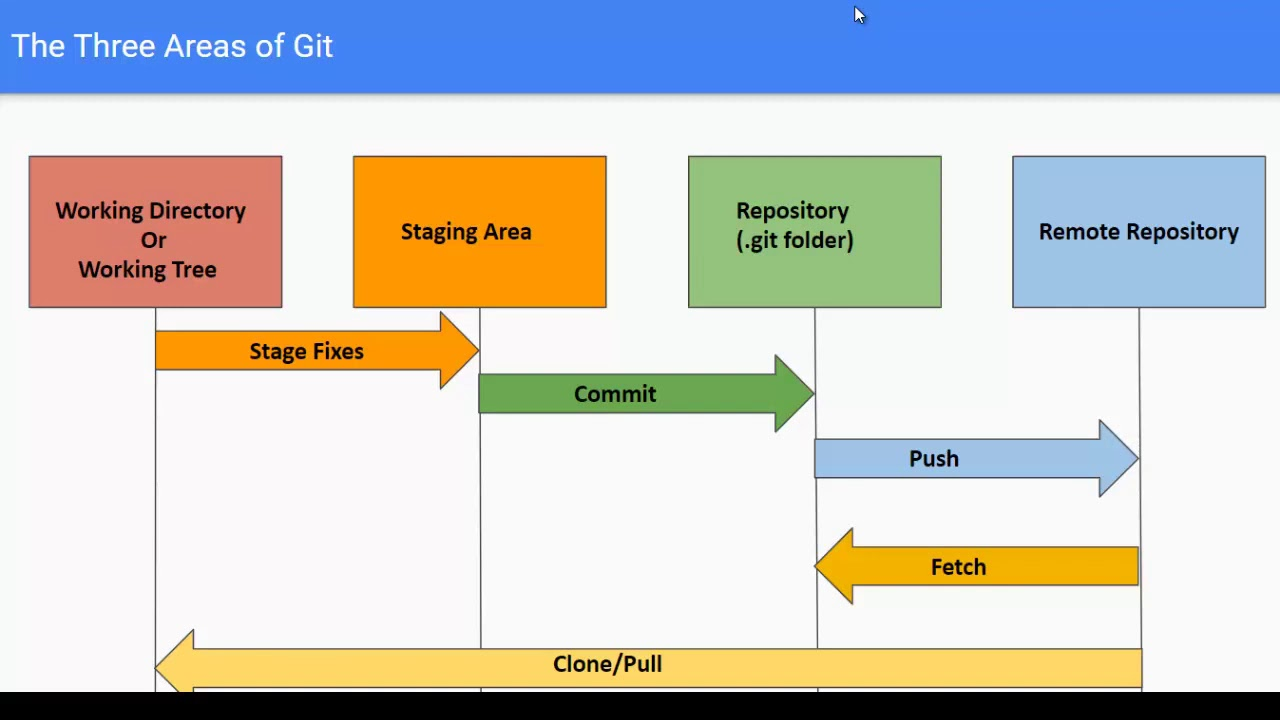 The Three Areas of Git
Working Directory
Or
Working Tree
Staging Area
Repository
(.git folder)
Remote Repository
Stage Fixes
Commit
Push
Fetch
Clone/Pull